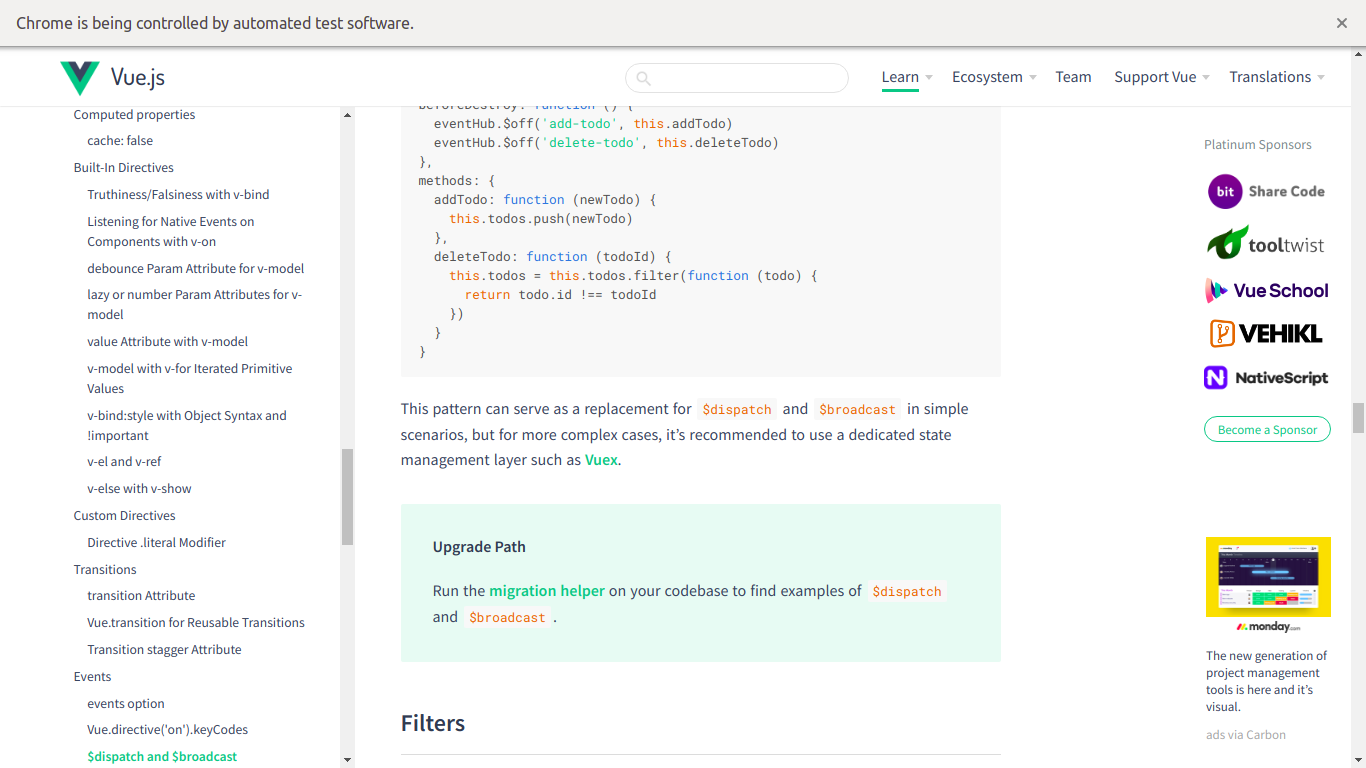 Chrome is being controlled by automated test software.
Vue.js
Learn
Ecosystem
Team
Support Vue
Translations
Computed properties
cache: false
Built-In Directives
Truthiness/Falsiness with v-bind
Listening for Native Events on
Components with v-on
debounce Param Attribute for v-model
lazy or number Param Attributes for v-
model
value Attribute with v-model
v-model with v-for Iterated Primitive
Values
v-bind:style with Object Syntax and
!important
v-el and v-ref
v-else with v-show
Custom Directives
Directive .literal Modifier
Transitions
transition Attribute
Vue.transition for Reusable Transitions
Transition stagger Attribute
Events
events option
Vue.directive('on').keyCodes
$dispatch and $broadcast
beforeDestroy: function () {
eventHub.$off('add-todo', this.addTodo)
eventHub.$off('delete-todo', this.deleteTodo)
},
methods: {
addTodo: function (newTodo) {
this.todos.push(newTodo)
},
deleteTodo: function (todoId) {
this.todos = this.todos.filter(function (todo) {
return todo.id !== todoId
})
}
}
This pattern can serve as a replacement for $dispatch and $broadcast in simple
scenarios, but for more complex cases, it’s recommended to use a dedicated state
management layer such as Vuex.
Upgrade Path
Run the migration helper on your codebase to find examples of $dispatch
and $broadcast .
Filters
Platinum Sponsors
bit Share Code
tooltwist
Vue School
VEHIKL
NativeScript
Become a Sponsor
monday.com
The new generation of
project management
tools is here and it’s
visual.
ads via Carbon